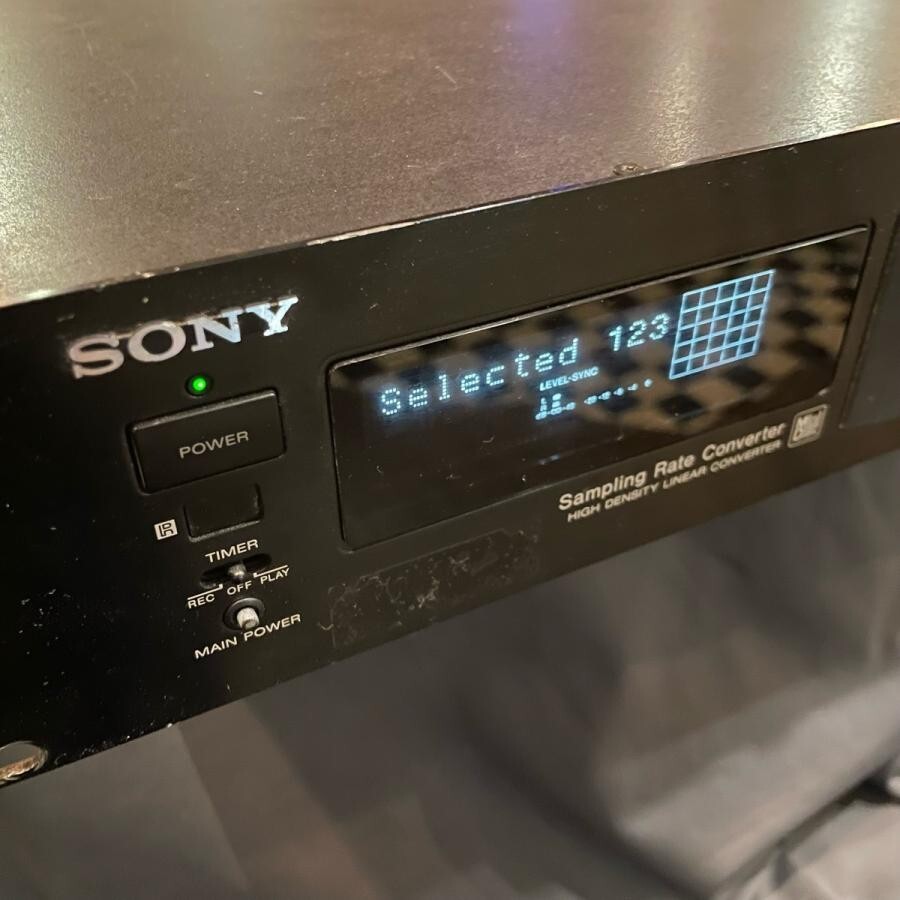 SONY
POWER
TIMER
REC OFF PLAY
MAIN POWER
Selected 123
LEVEL-SYNC
Sampling Rate Converter
HIGH DENSITY LINEAR CONVERTER